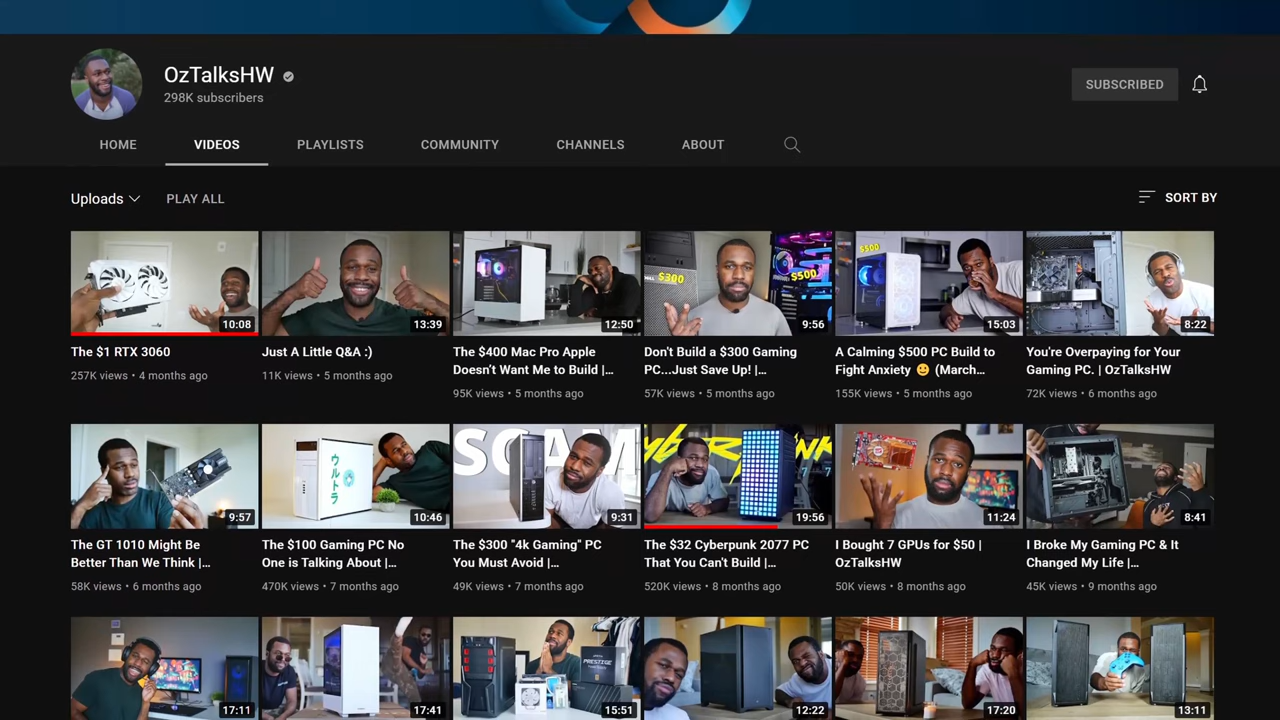 OzTalksHW
298K subscribers
SUBSCRIBED
HOME
VIDEOS
PLAYLISTS
COMMUNITY
CHANNELS
ABOUT
Uploads
PLAY ALL
SORT BY
10:08
13:39
12:50
$300
$500
9:56
$500
15:03
8:22
The $1 RTX 3060
257K views • 4 months ago
Just A Little Q&A :)
11K views • 5 months ago
The $400 Mac Pro Apple
Doesn't Want Me to Build |...
95K views • 5 months ago
Don't Build a $300 Gaming
PC...Just Save Up! |...
57K views • 5 months ago
A Calming $500 PC Build to
Fight Anxiety 🙂 (March...
155K views • 5 months ago
You're Overpaying for Your
Gaming PC. | OzTalksHW
72K views • 6 months ago
9:57
ウルトラ
10:46
SCAM
9:31
19:56
11:24
8:41
The GT 1010 Might Be
Better Than We Think |...
58K views • 6 months ago
The $100 Gaming PC No
One is Talking About |...
470K views • 7 months ago
The $300 "4k Gaming" PC
You Must Avoid |...
49K views • 7 months ago
The $32 Cyberpunk 2077 PC
That You Can't Build |...
520K views • 8 months ago
I Bought 7 GPUs for $50 |
OzTalksHW
50K views • 8 months ago
I Broke My Gaming PC & It
Changed My Life |...
45K views • 9 months ago
17:11
17:41
PRESTIGE
15:51
12:22
17:20
13:11